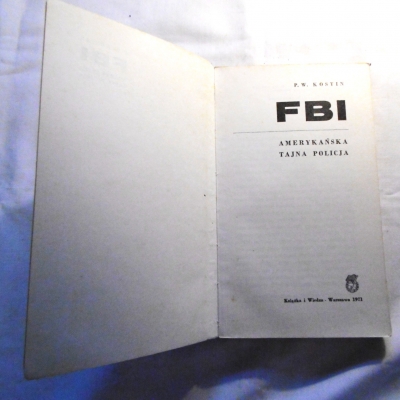 P. W. KOSTIN
FBI
AMERYKAŃSKA
TAJNA POLICJA
Książka i Wiedza - Warszawa 1971